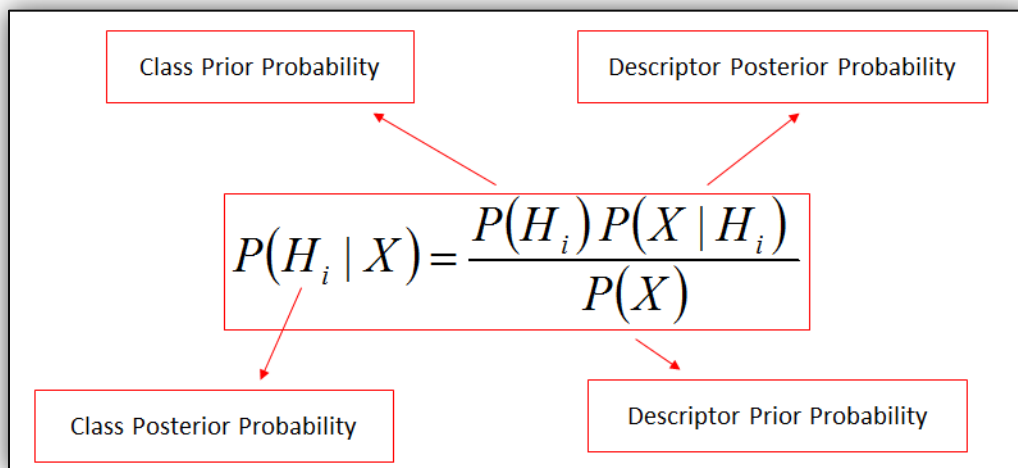 Class Prior Probability
Descriptor Posterior Probability
P(H_i | X) = P(H_i) P(X | H_i) / P(X)
Class Posterior Probability
Descriptor Prior Probability